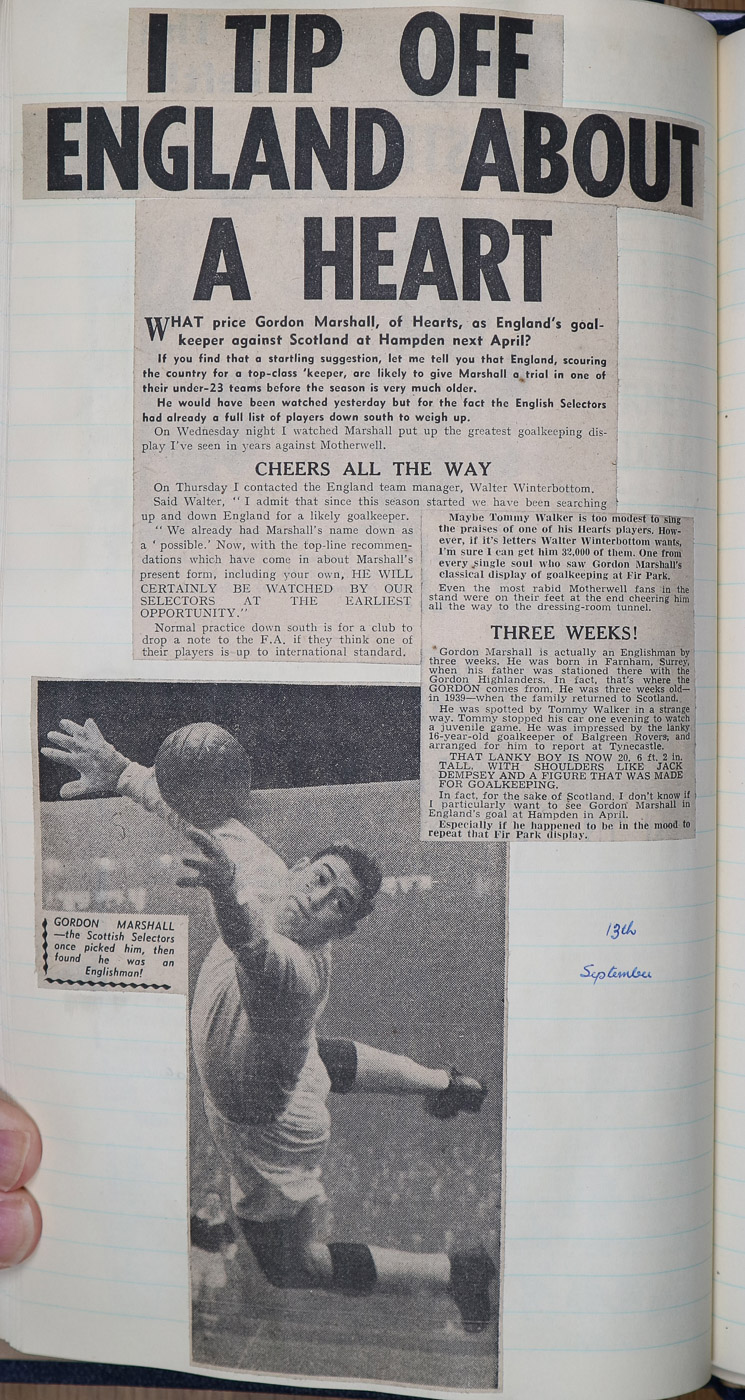 I TIP OFF
ENGLAND ABOUT
A HEART
WHAT price Gordon Marshall, of Hearts, as England's goal-
keeper against Scotland at Hampden next April?
If you find that a startling suggestion, let me tell you that England, scouring
the country for a top-class 'keeper, are likely to give Marshall a trial in one of
their under-23 teams before the season is very much older.
He would have been watched yesterday but for the fact the English Selectors
had already a full list of players down south to weigh up.
On Wednesday night I watched Marshall put up the greatest goalkeeping dis-
play I've seen in years against Motherwell.
CHEERS ALL THE WAY
On Thursday I contacted the England team manager, Walter Winterbottom.
Said Walter, " I admit that since this season started we have been searching
up and down England for a likely goalkeeper.
" We already had Marshall's name down as
a ' possible.' Now, with the top-line recommen-
dations which have come in about Marshall's
present form, including your own, HE WILL
CERTAINLY BE WATCHED BY OUR
SELECTORS AT THE EARLIEST
OPPORTUNITY."
Normal practice down south is for a club to
drop a note to the F.A. if they think one of
their players is up to international standard.
Maybe Tommy Walker is too modest to sing
the praises of one of his Hearts players. How-
ever, if it's letters Walter Winterbottom wants,
I'm sure I can get him 32,000 of them. One from
every single soul who saw Gordon Marshall's
classical display of goalkeeping at Fir Park.
Even the most rabid Motherwell fans in the
stand were on their feet at the end cheering him
all the way to the dressing-room tunnel.
THREE WEEKS!
Gordon Marshall is actually an Englishman by
three weeks. He was born in Farnham, Surrey,
when his father was stationed there with the
Gordon Highlanders. In fact, that's where the
GORDON comes from. He was three weeks old—
in 1939—when the family returned to Scotland.
He was spotted by Tommy Walker in a strange
way. Tommy stopped his car one evening to watch
a juvenile game. He was impressed by the lanky
16-year-old goalkeeper of Balgreen Rovers, and
arranged for him to report at Tynecastle.
THAT LANKY BOY IS NOW 20, 6 ft. 2 in.
TALL, WITH SHOULDERS LIKE JACK
DEMPSEY AND A FIGURE THAT WAS MADE
FOR GOALKEEPING.
In fact, for the sake of Scotland, I don't know if
I particularly want to see Gordon Marshall in
England's goal at Hampden in April.
Especially if he happened to be in the mood to
repeat that Fir Park display.
GORDON MARSHALL
—the Scottish Selectors
once picked him, then
found he was an
Englishman!
13th
September